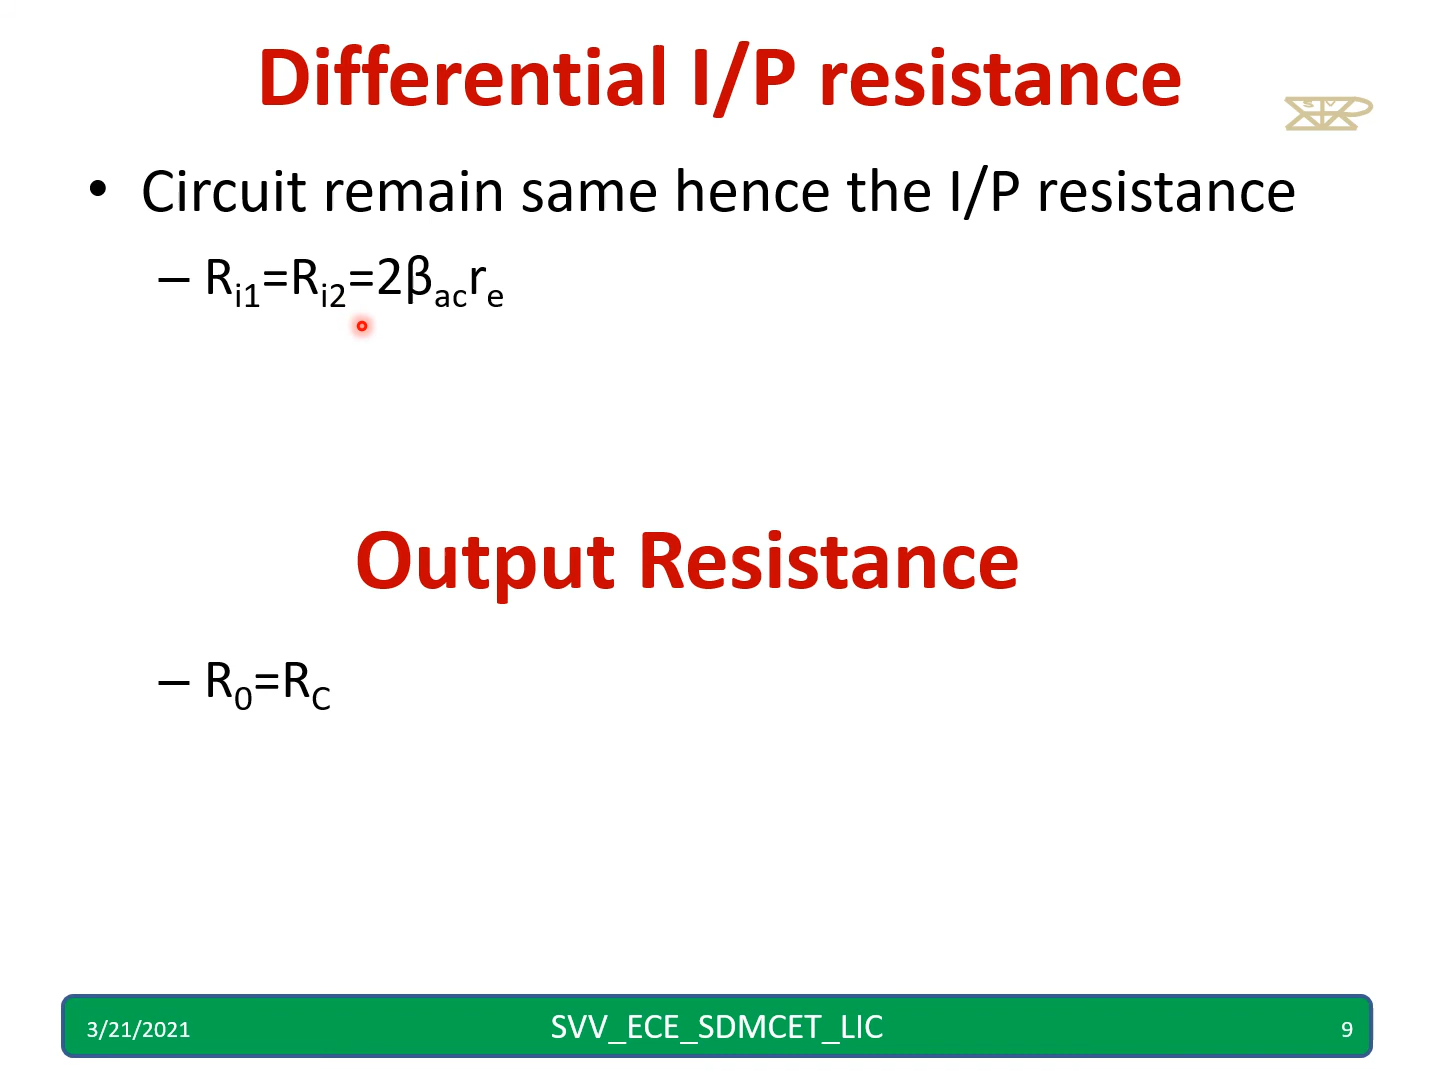 Differential I/P resistance
• Circuit remain same hence the I/P resistance
– Ri1=Ri2=2βacre
Output Resistance
– R0=RC
3/21/2021 SVV_ECE_SDMCET_LIC 9